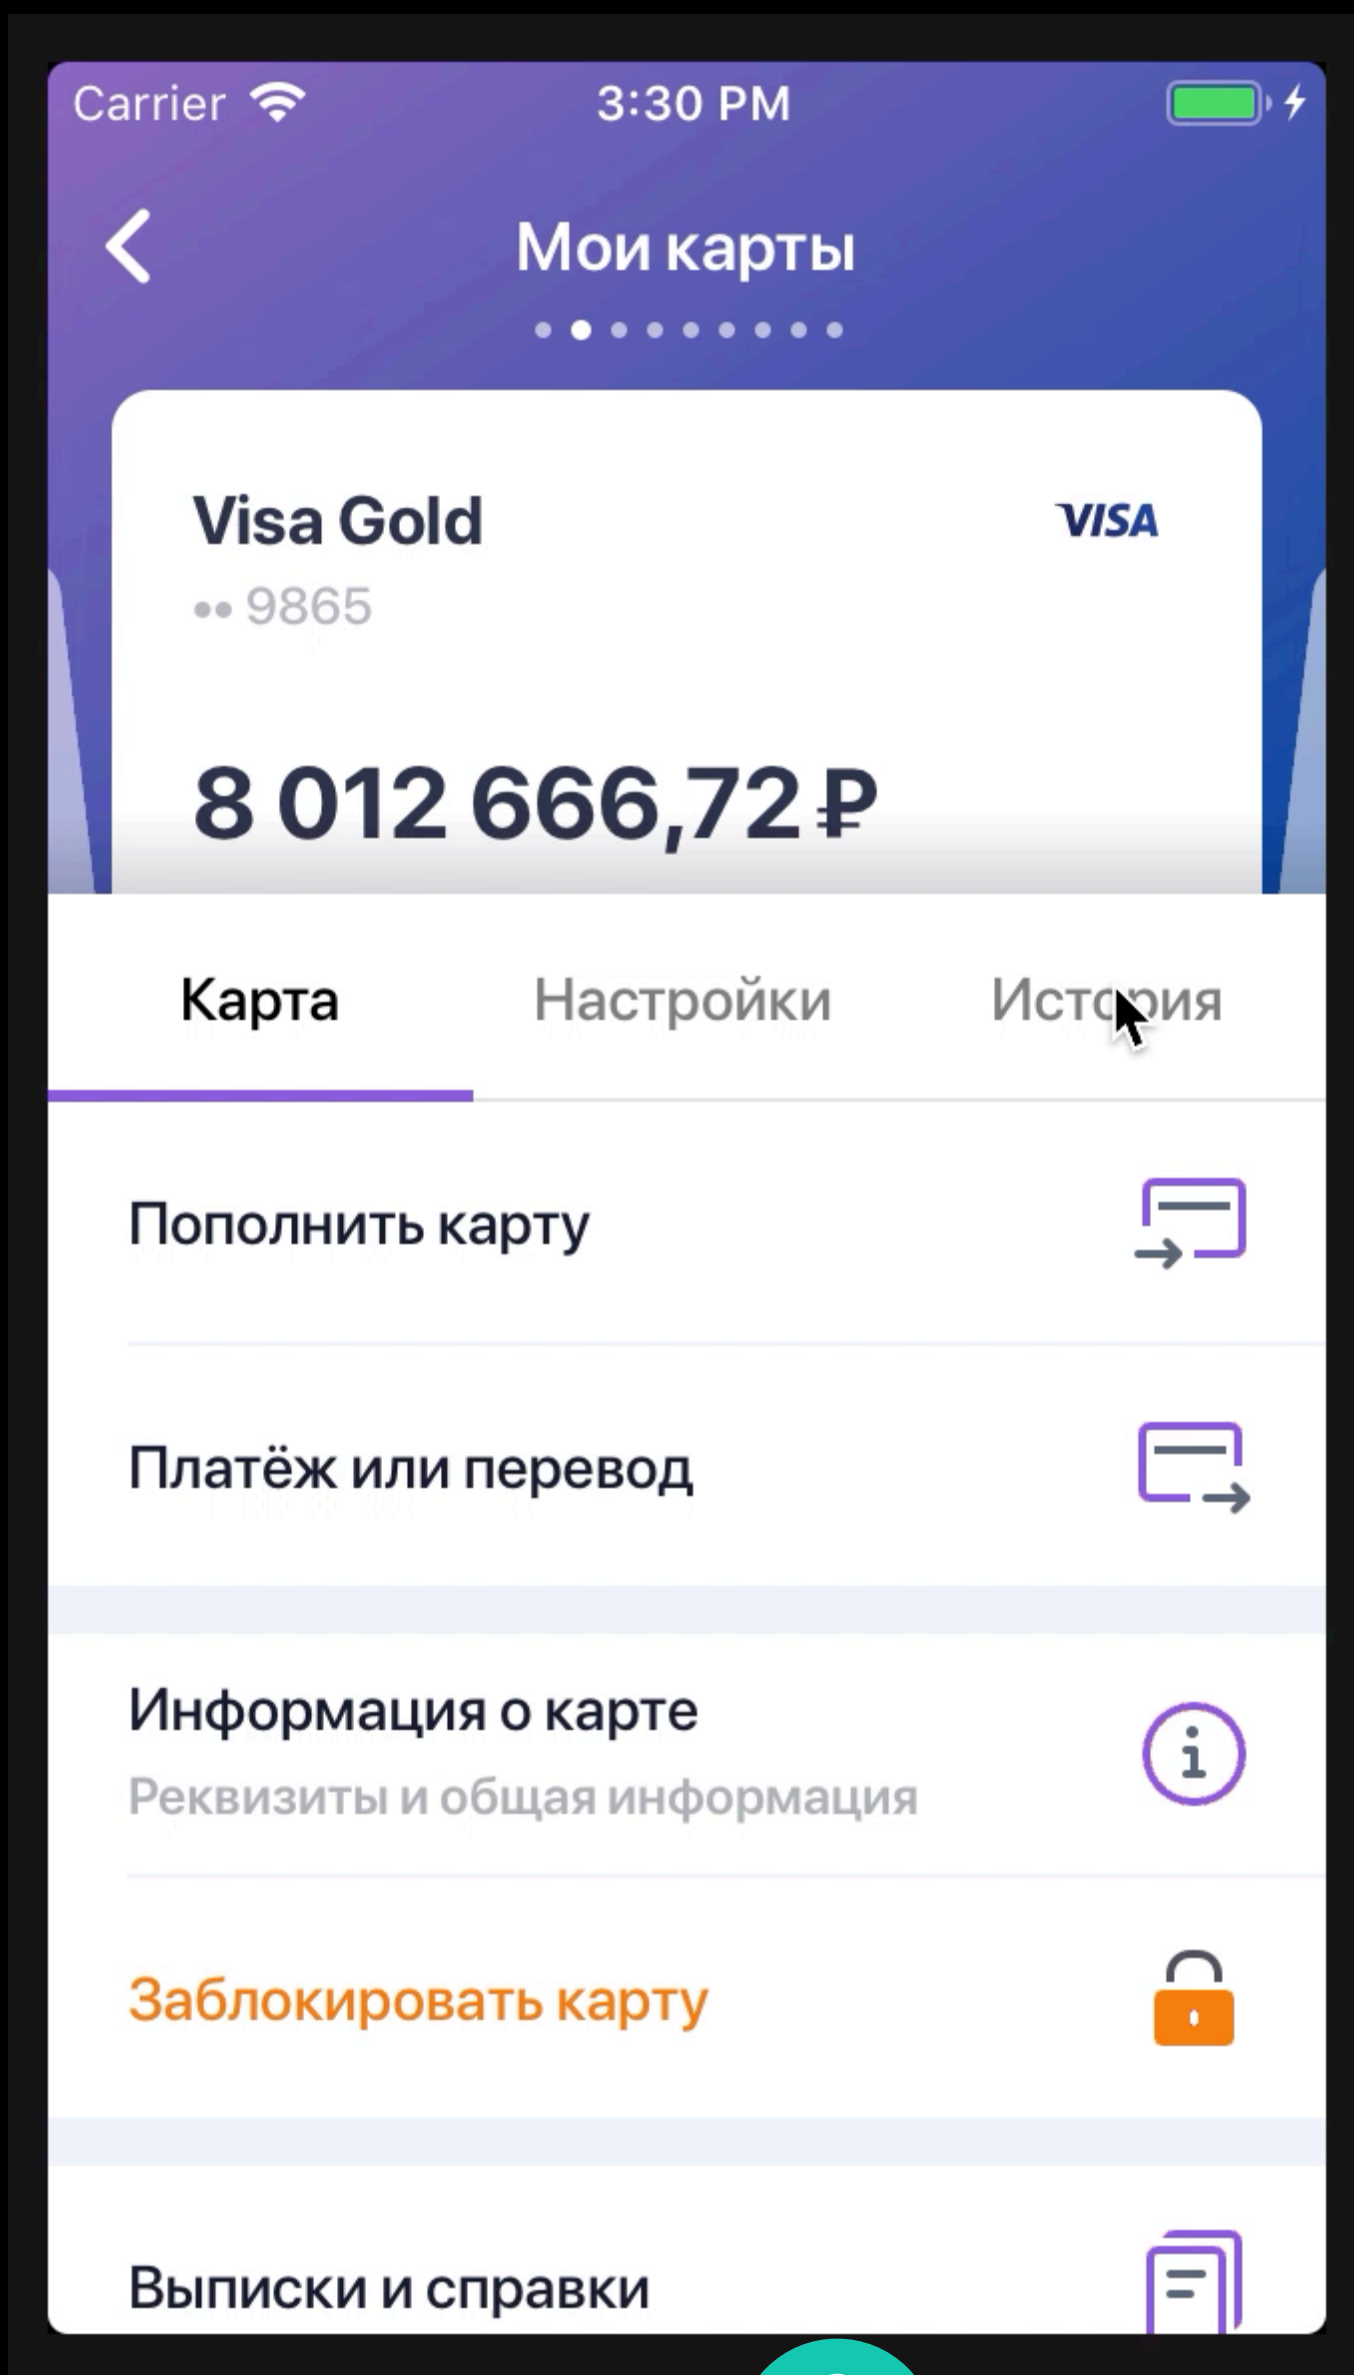 Carrier 3:30 PM
Мои карты
Visa Gold VISA
•• 9865
8 012 666,72 ₽
Карта Настройки История
Пополнить карту
Платёж или перевод
Информация о карте
Реквизиты и общая информация
Заблокировать карту
Выписки и справки